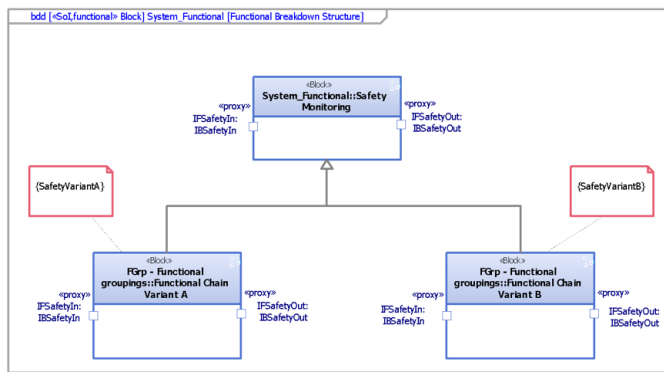 bdd [«SoI,functional» Block] System_Functional [Functional Breakdown Structure]
«Block»
System_Functional::Safety
Monitoring
«proxy»
IFSafetyIn:
IBSafetyIn
«proxy»
IFSafetyOut:
IBSafetyOut
{SafetyVariantA}
{SafetyVariantB}
«Block»
FGrp - Functional
groupings::Functional Chain
Variant A
«proxy»
IFSafetyIn:
IBSafetyIn
«proxy»
IFSafetyOut:
IBSafetyOut
«Block»
FGrp - Functional
groupings::Functional Chain
Variant B
«proxy»
IFSafetyIn:
IBSafetyIn
«proxy»
IFSafetyOut:
IBSafetyOut